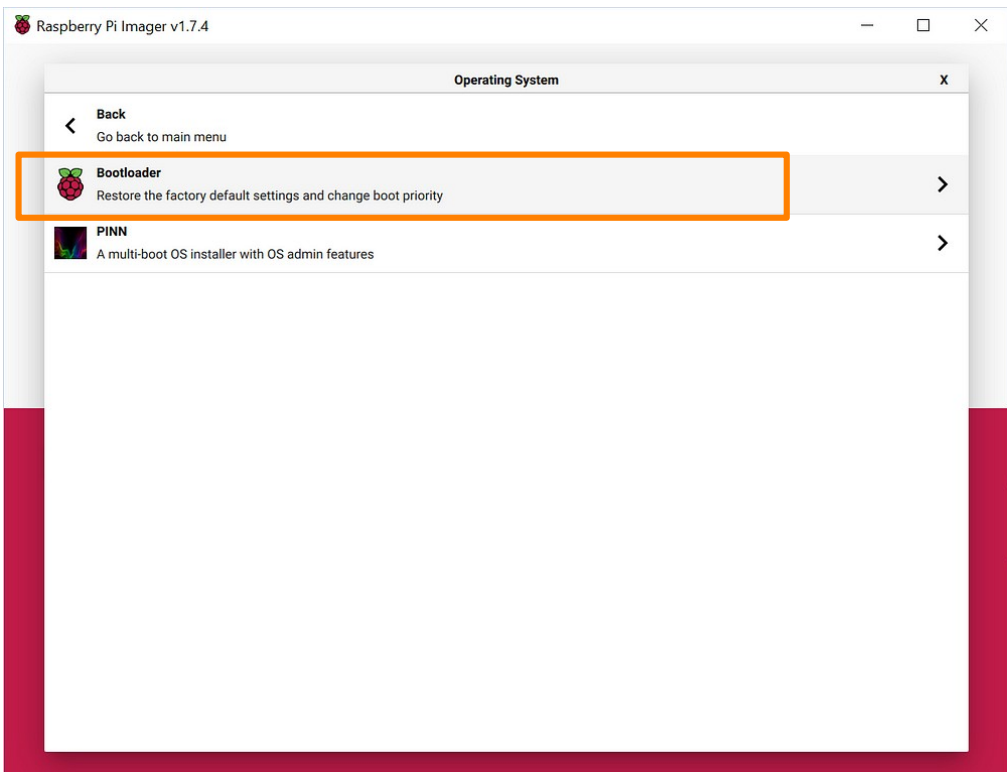 Raspberry Pi Imager v1.7.4
Operating System
X
Back
Go back to main menu
Bootloader
Restore the factory default settings and change boot priority
PINN
A multi-boot OS installer with OS admin features